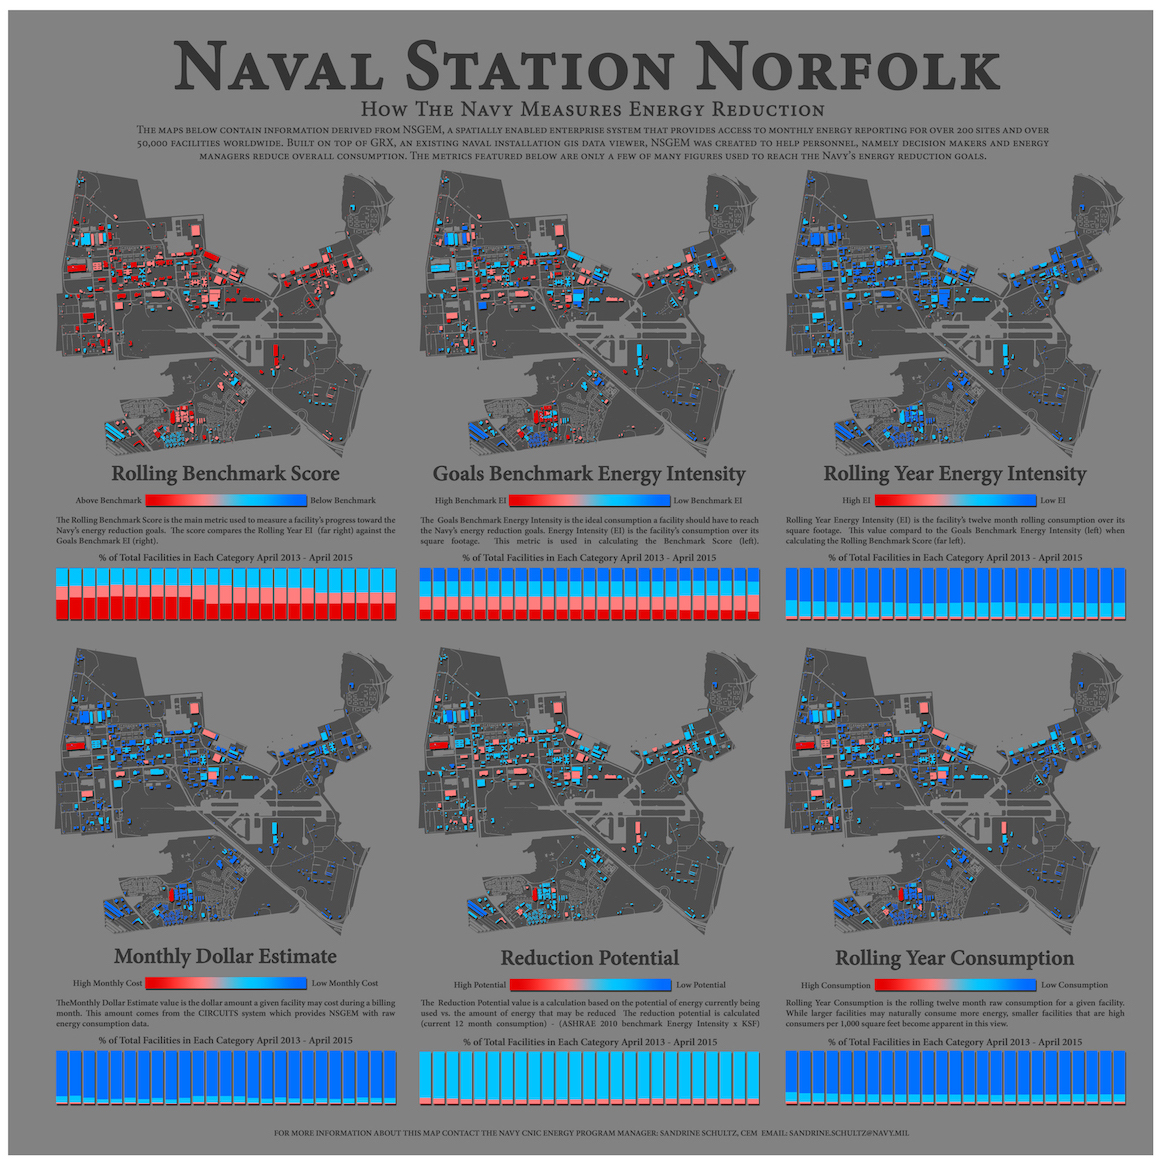 Naval Station Norfolk
How The Navy Measures Energy Reduction
The maps below contain information derived from NSGEM, a spatially enabled enterprise system that provides access to monthly energy reporting for over 200 sites and over
50,000 facilities worldwide. Built on top of GRX, an existing naval installation GIS data viewer, NSGEM was created to help personnel, namely decision makers and energy
managers reduce overall consumption. The metrics featured below are only a few of many figures used to reach the Navy's energy reduction goals.
Rolling Benchmark Score
Above Benchmark Below Benchmark
The Rolling Benchmark Score is the main metric used to measure a facility's progress toward the
Navy's energy reduction goals. The score compares the Rolling Year EI (far right) against the
Goals Benchmark EI (right).
% of Total Facilities in Each Category April 2013 - April 2015
Goals Benchmark Energy Intensity
High Benchmark EI Low Benchmark EI
The Goals Benchmark Energy Intensity is the ideal consumption a facility should have to reach
the Navy's energy reduction goals. Energy Intensity (EI) is the facility's consumption over its
square footage. This metric is used in calculating the Benchmark Score (left).
% of Total Facilities in Each Category April 2013 - April 2015
Rolling Year Energy Intensity
High EI Low EI
Rolling Year Energy Intensity (EI) is the facility's twelve month rolling consumption over its
square footage. This value compared to the Goals Benchmark Energy Intensity (left) when
calculating the Rolling Benchmark Score (far left).
% of Total Facilities in Each Category April 2013 - April 2015
Monthly Dollar Estimate
High Monthly Cost Low Monthly Cost
TheMonthly Dollar Estimate value is the dollar amount a given facility may cost during a billing
month. This amount comes from the CIRCUITS system which provides NSGEM with raw
energy consumption data.
% of Total Facilities in Each Category April 2013 - April 2015
Reduction Potential
High Potential Low Potential
The Reduction Potential value is a calculation based on the potential of energy currently being
used vs. the amount of energy that may be reduced The reduction potential is calculated
(current 12 month consumption) - (ASHRAE 2010 benchmark Energy Intensity x KSF)
% of Total Facilities in Each Category April 2013 - April 2015
Rolling Year Consumption
High Consumption Low Consumption
Rolling Year Consumption is the rolling twelve month raw consumption for a given facility.
While larger facilities may naturally consume more energy, smaller facilities that are high
consumers per 1,000 square feet become apparent in this view.
% of Total Facilities in Each Category April 2013 - April 2015
FOR MORE INFORMATION ABOUT THIS MAP CONTACT THE NAVY CNIC ENERGY PROGRAM MANAGER: SANDRINE SCHULTZ, CEM EMAIL: SANDRINE.SCHULTZ@NAVY.MIL